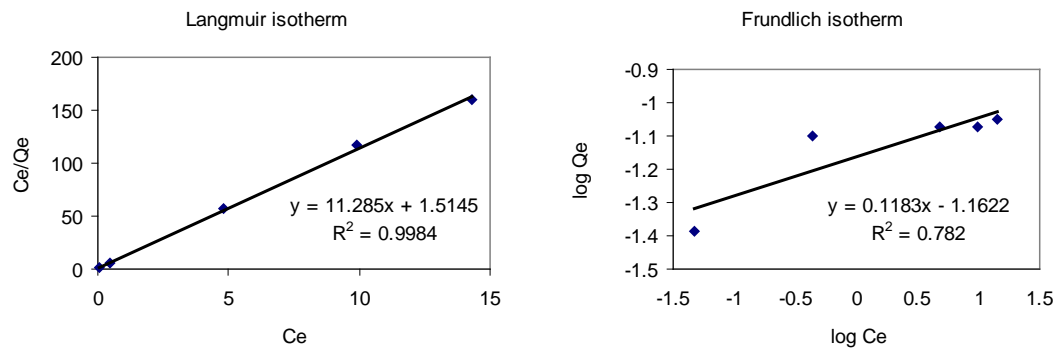 Langmuir isotherm
200
150
100
50
0
Ce/Qe
y = 11.285x + 1.5145
R² = 0.9984
0 5 10 15
Ce
Frundlich isotherm
-0.9
-1
-1.1
-1.2
-1.3
-1.4
-1.5
log Qe
y = 0.1183x - 1.1622
R² = 0.782
-1.5 -1 -0.5 0 0.5 1 1.5
log Ce